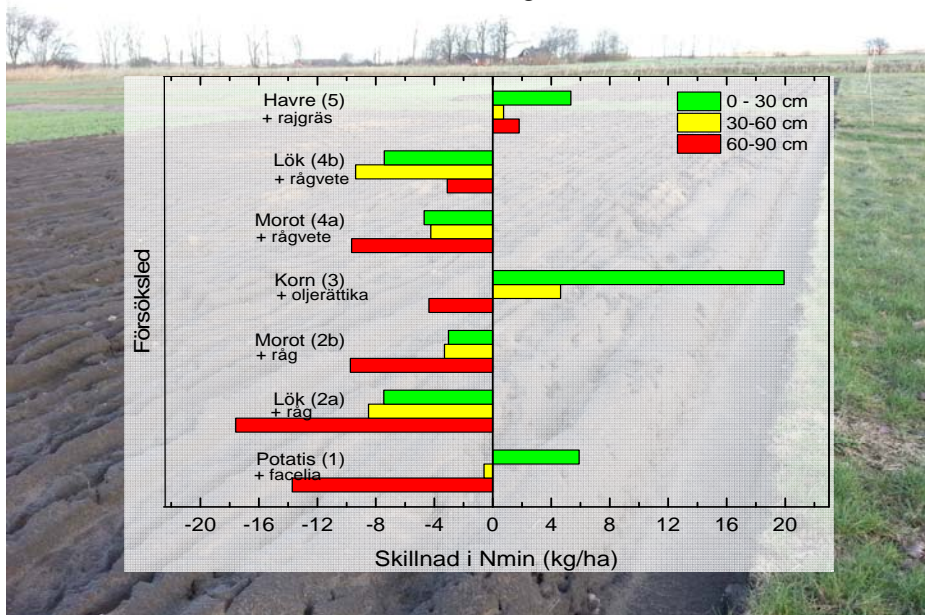 Havre (5)
+ rajgräs
Lök (4b)
+ rågvete
Morot (4a)
+ rågvete
Korn (3)
+ oljerättika
Morot (2b)
+ råg
Lök (2a)
+ råg
Potatis (1)
+ facelia
0 - 30 cm
30-60 cm
60-90 cm
Försöksled
-20 -16 -12 -8 -4 0 4 8 12 16 20
Skillnad i Nmin (kg/ha)